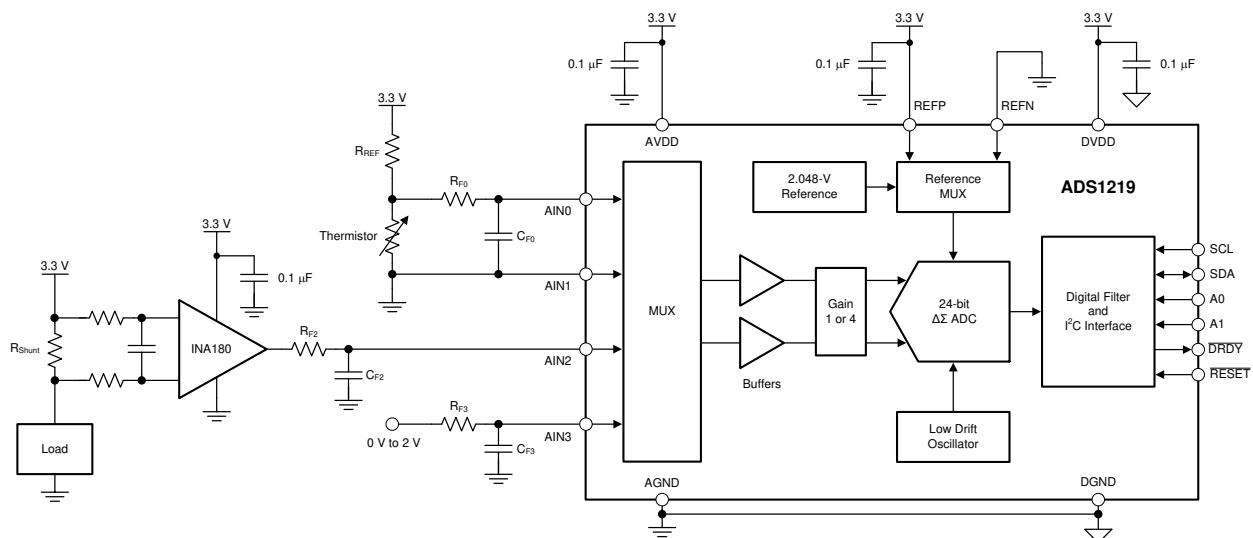 3.3 V
3.3 V
3.3 V
0.1 μF
0.1 μF
0.1 μF
REFP
REFN
3.3 V
AVDD
DVDD
RREF
2.048-V
Reference
Reference
MUX
ADS1219
RF0
AIN0
3.3 V
Thermistor
CF0
SCL
3.3 V
0.1 μF
AIN1
SDA
MUX
Gain
1 or 4
24-bit
ΔΣ ADC
Digital Filter
and
I2C Interface
A0
A1
RShunt
INA180
RF2
AIN2
DRDY
CF2
Buffers
RESET
RF3
0 V to 2 V
AIN3
CF3
Low Drift
Oscillator
Load
AGND
DGND